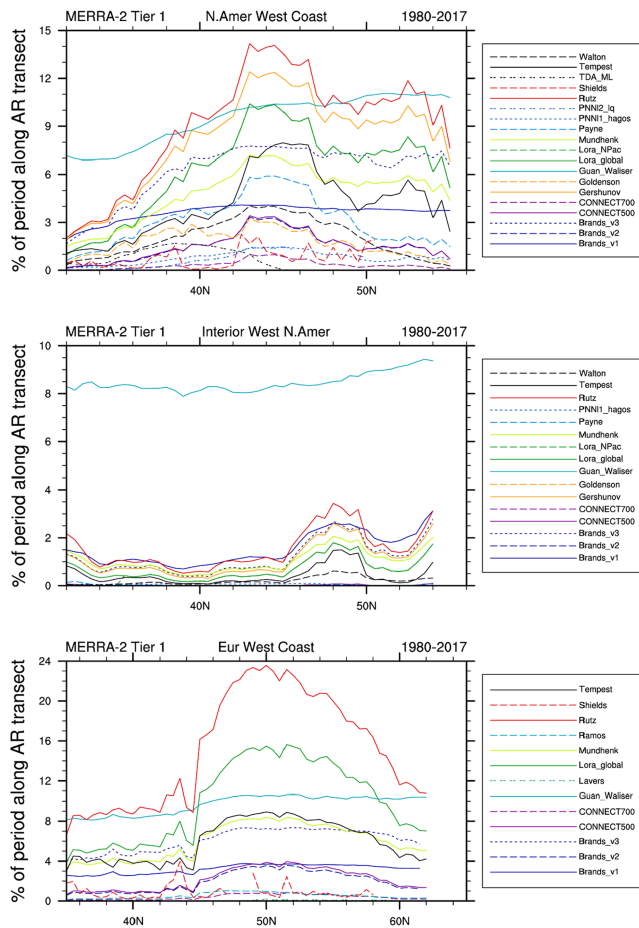 MERRA-2 Tier 1 N.Amer West Coast 1980-2017
% of period along AR transect
15
12
9
6
3
0
40N 50N
Walton
Tempest
TDA_ML
Shields
Rutz
PNNl2_lq
PNNl1_hagos
Payne
Mundhenk
Lora_NPac
Lora_global
Guan_Waliser
Goldenson
Gershunov
CONNECT700
CONNECT500
Brands_v3
Brands_v2
Brands_v1
MERRA-2 Tier 1 Interior West N.Amer 1980-2017
% of period along AR transect
10
8
6
4
2
0
40N 50N
Walton
Tempest
Rutz
PNNl1_hagos
Payne
Mundhenk
Lora_NPac
Lora_global
Guan_Waliser
Goldenson
Gershunov
CONNECT700
CONNECT500
Brands_v3
Brands_v2
Brands_v1
MERRA-2 Tier 1 Eur West Coast 1980-2017
% of period along AR transect
24
20
16
12
8
4
0
40N 50N 60N
Tempest
Shields
Rutz
Ramos
Mundhenk
Lora_global
Lavers
Guan_Waliser
CONNECT700
CONNECT500
Brands_v3
Brands_v2
Brands_v1